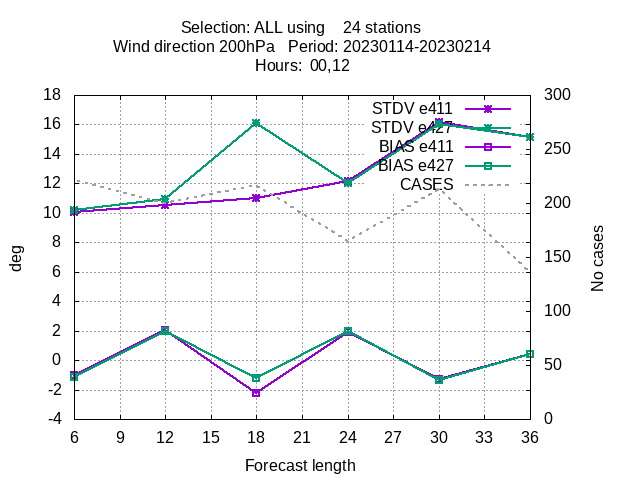 Selection: ALL using    24 stations
Wind direction 200hPa   Period: 20230114-20230214
Hours:  00,12
STDV e411
STDV e427
BIAS e411
BIAS e427
CASES
18
16
14
12
10
8
6
4
2
0
-2
-4
300
250
200
150
100
50
0
deg
No cases
6 9 12 15 18 21 24 27 30 33 36
Forecast length